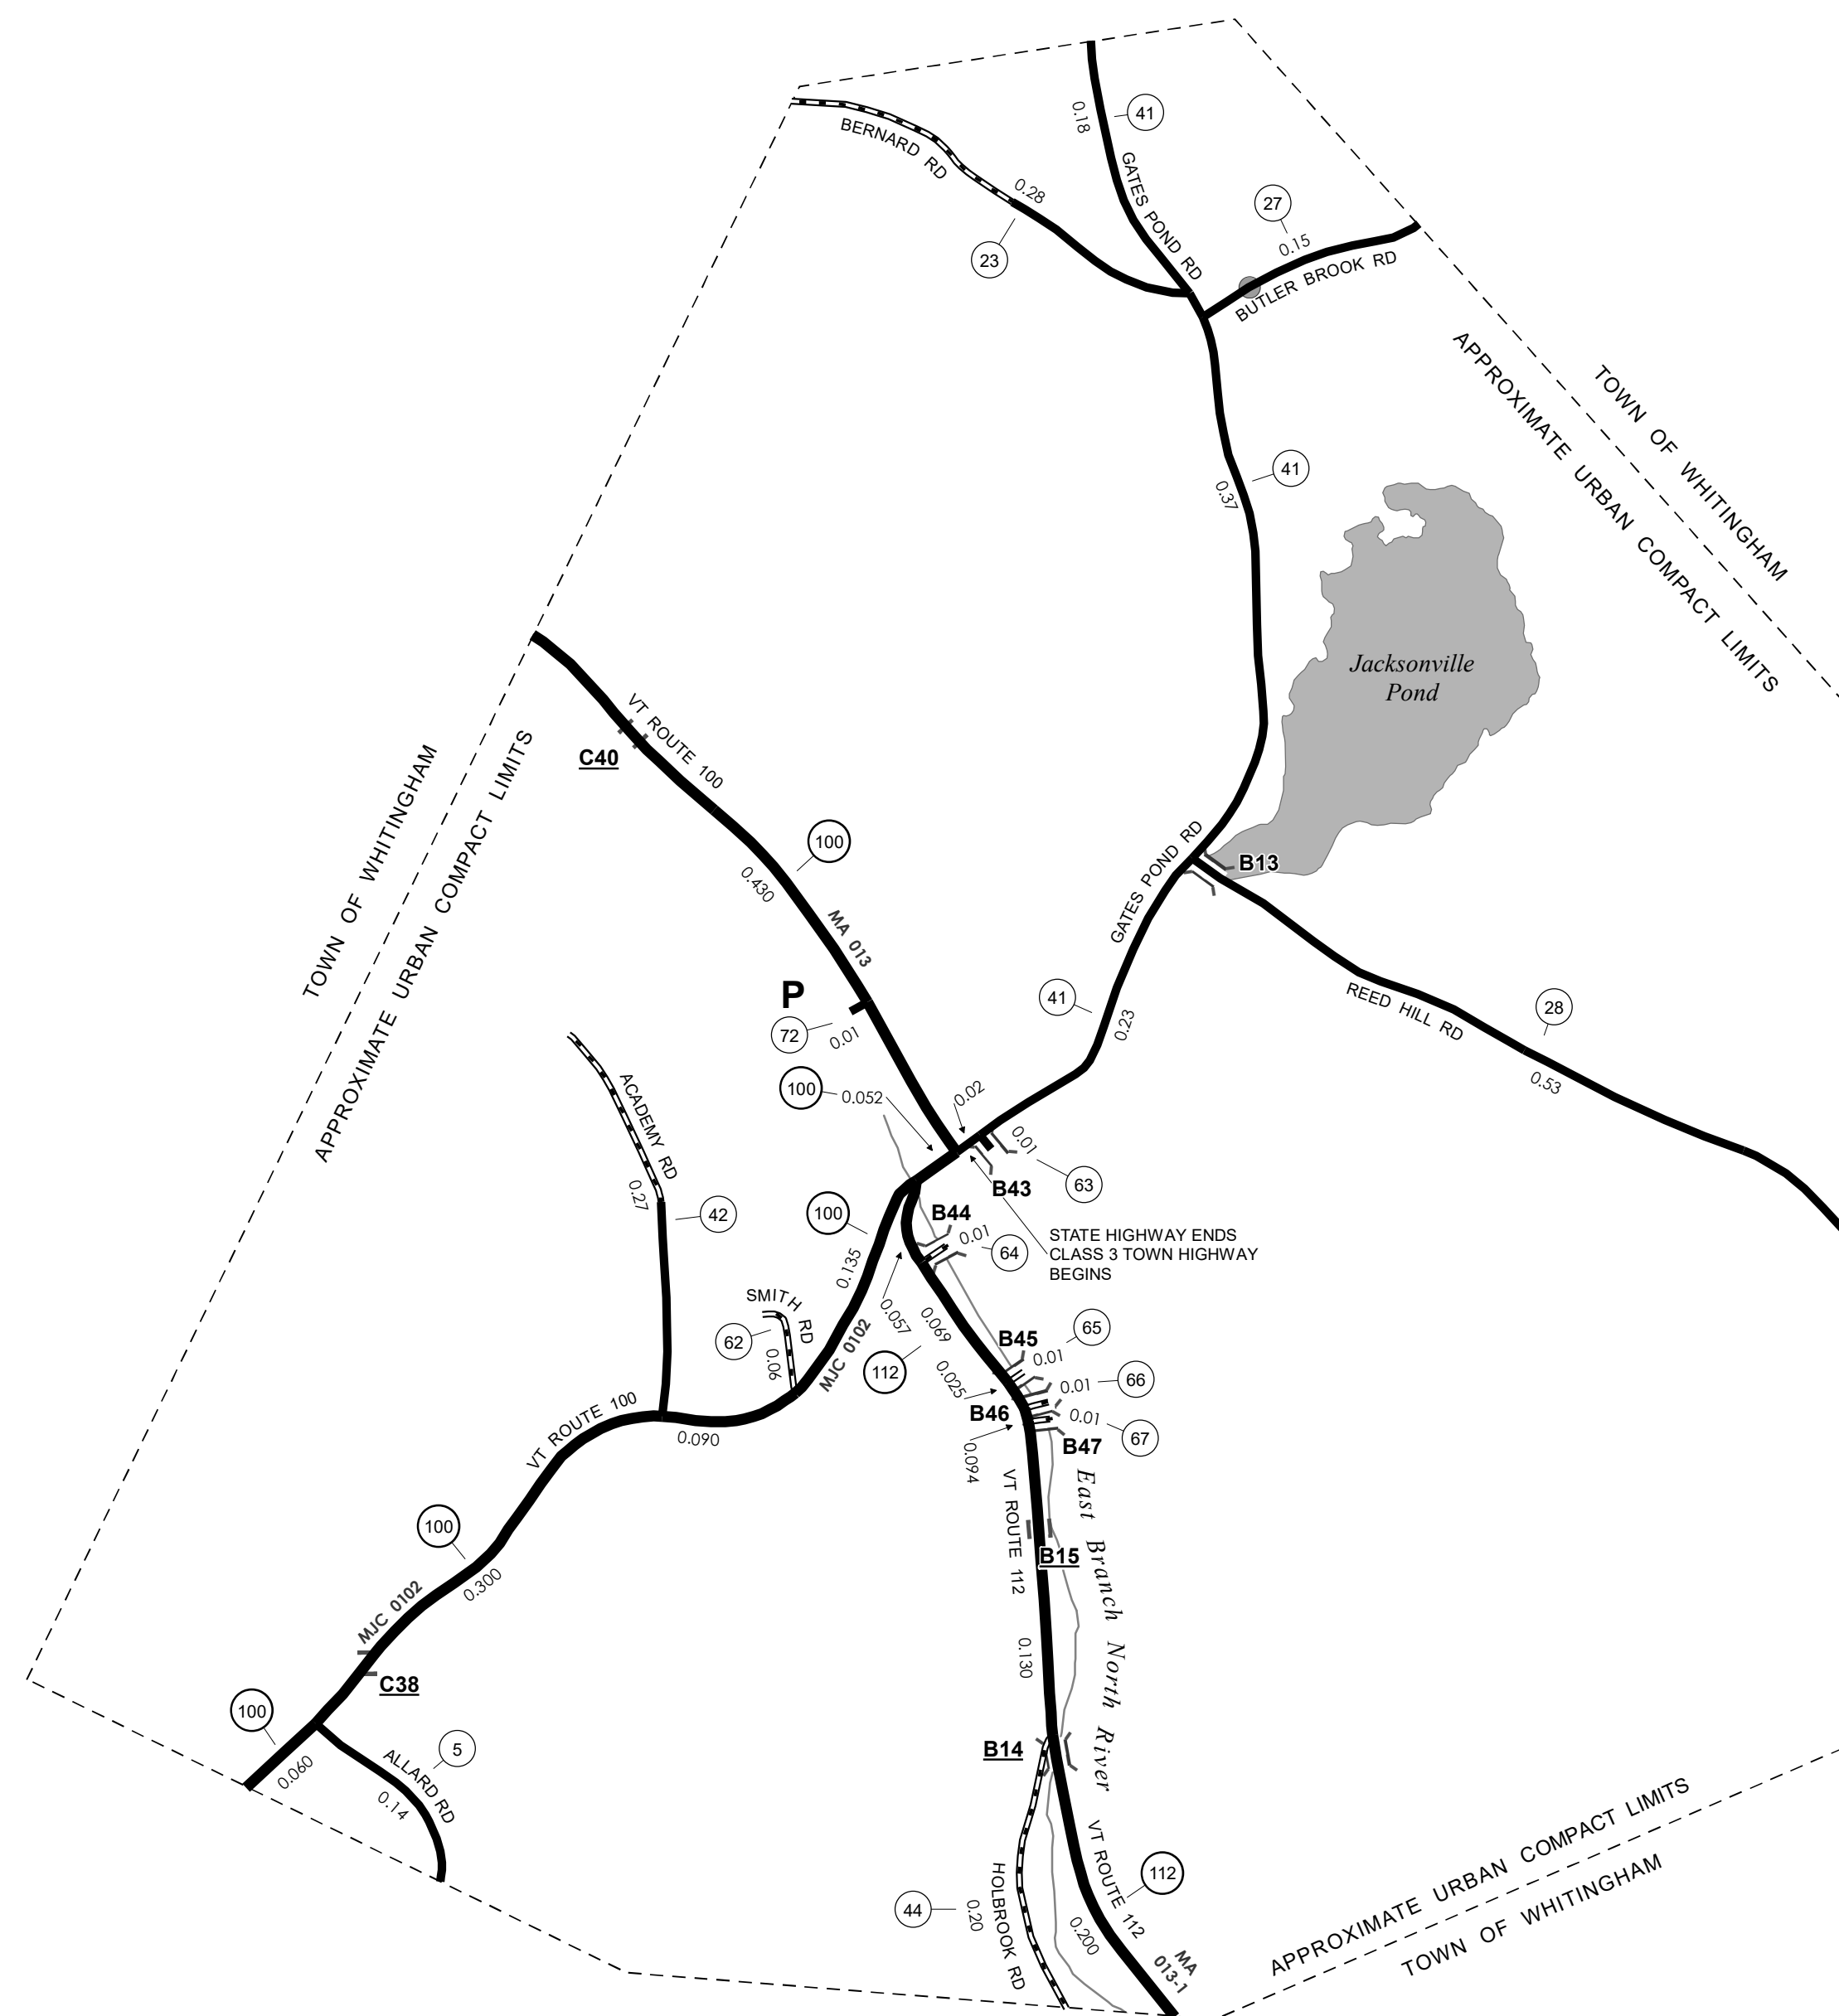 41
0.18
BERNARD RD
GATES POND RD
0.28
27
0.15
23
BUTLER BROOK RD
TOWN OF WHITINGHAM
APPROXIMATE URBAN COMPACT LIMITS
41
0.37
Jacksonville
Pond
VT ROUTE 100
C40
TOWN OF WHITINGHAM
APPROXIMATE URBAN COMPACT LIMITS
100
0.430
GATES POND RD
B13
MA 013
P
72
0.01
41
0.23
REED HILL RD
28
0.53
100
0.052
0.02
0.01
63
B43
ACADEMY RD
0.27
42
100
0.135
B44
0.01
64
STATE HIGHWAY ENDS
CLASS 3 TOWN HIGHWAY
BEGINS
SMITH RD
62
0.06
MJC 0102
0.057
0.069
112
B45
65
0.01
0.025
0.01
66
B46
0.01
67
B47
0.094
VT ROUTE 100
0.090
VT ROUTE 112
East Branch North River
B15
100
0.300
MJC 0102
C38
0.130
100
0.060
ALLARD RD
5
0.14
B14
VT ROUTE 112
112
44
0.20
HOLBROOK RD
0.200
MA
013-1
APPROXIMATE URBAN COMPACT LIMITS
TOWN OF WHITINGHAM